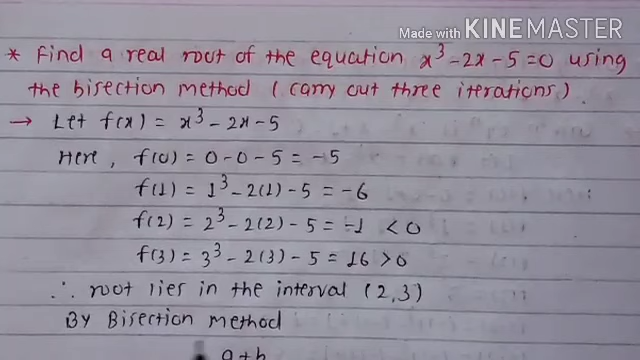 Made with KINEMASTER
* Find a real root of the equation x³-2x-5=0 using
the bisection method (carry out three iterations).
→ Let f(x) = x³-2x-5
Here, f(0) = 0-0-5 = -5
f(1) = 1³-2(1)-5 = -6
f(2) = 2³-2(2)-5 = -1 <0
f(3) = 3³-2(3)-5 = 16 >0
∴ root lies in the interval (2,3)
By Bisection method
a+b